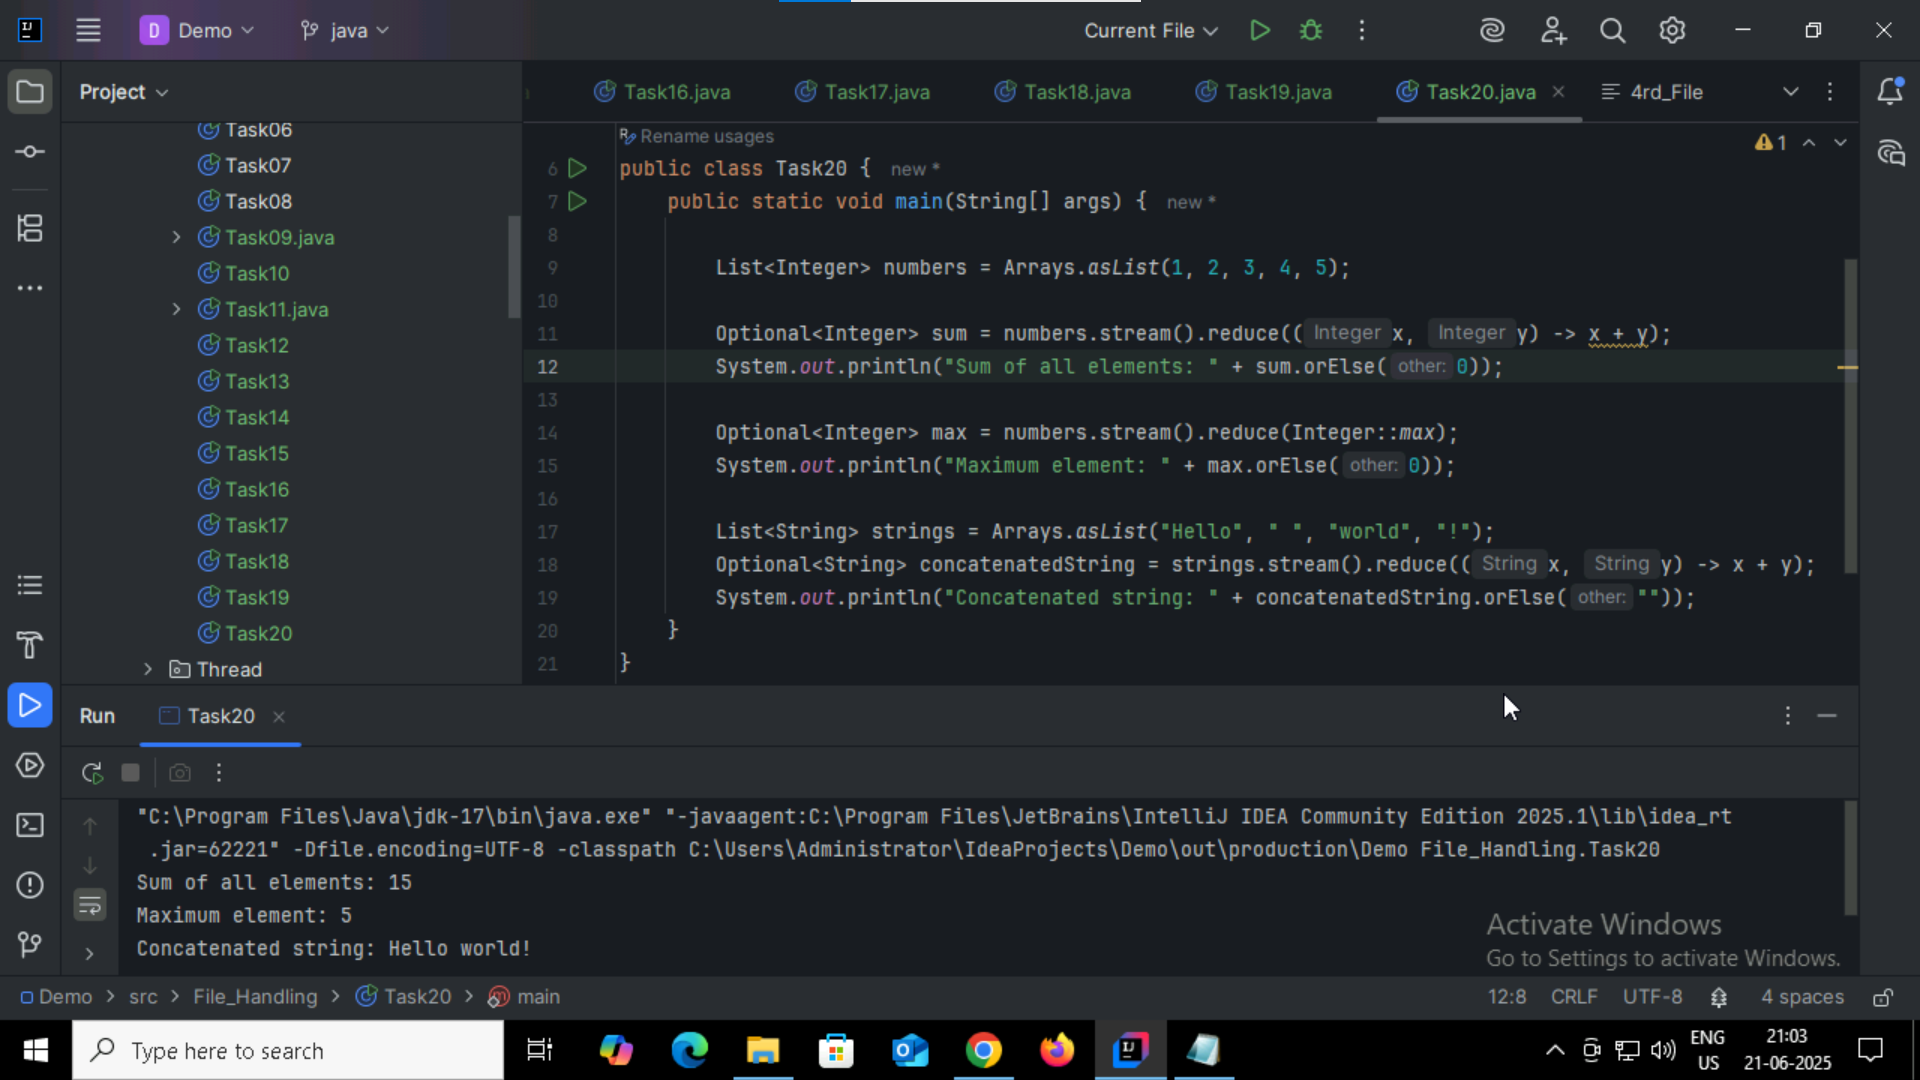 D Demo java Current File
Project
Task16.java Task17.java Task18.java Task19.java Task20.java 4rd_File
Task06
Task07
Task08
Task09.java
Task10
Task11.java
Task12
Task13
Task14
Task15
Task16
Task17
Task18
Task19
Task20
Thread
Rename usages
1
6 public class Task20 { new *
7 public static void main(String[] args) { new *
8
9 List<Integer> numbers = Arrays.asList(1, 2, 3, 4, 5);
10
11 Optional<Integer> sum = numbers.stream().reduce((Integer x, Integer y) -> x + y);
12 System.out.println("Sum of all elements: " + sum.orElse(other: 0));
13
14 Optional<Integer> max = numbers.stream().reduce(Integer::max);
15 System.out.println("Maximum element: " + max.orElse(other: 0));
16
17 List<String> strings = Arrays.asList("Hello", " ", "world", "!");
18 Optional<String> concatenatedString = strings.stream().reduce((String x, String y) -> x + y);
19 System.out.println("Concatenated string: " + concatenatedString.orElse(other: ""));
20 }
21 }
Run Task20
"C:\Program Files\Java\jdk-17\bin\java.exe" "-javaagent:C:\Program Files\JetBrains\IntelliJ IDEA Community Edition 2025.1\lib\idea_rt
.jar=62221" -Dfile.encoding=UTF-8 -classpath C:\Users\Administrator\IdeaProjects\Demo\out\production\Demo File_Handling.Task20
Sum of all elements: 15
Maximum element: 5
Concatenated string: Hello world!
Activate Windows
Go to Settings to activate Windows.
Demo > src > File_Handling > Task20 > main 12:8 CRLF UTF-8 4 spaces
Type here to search
ENG
US
21:03
21-06-2025